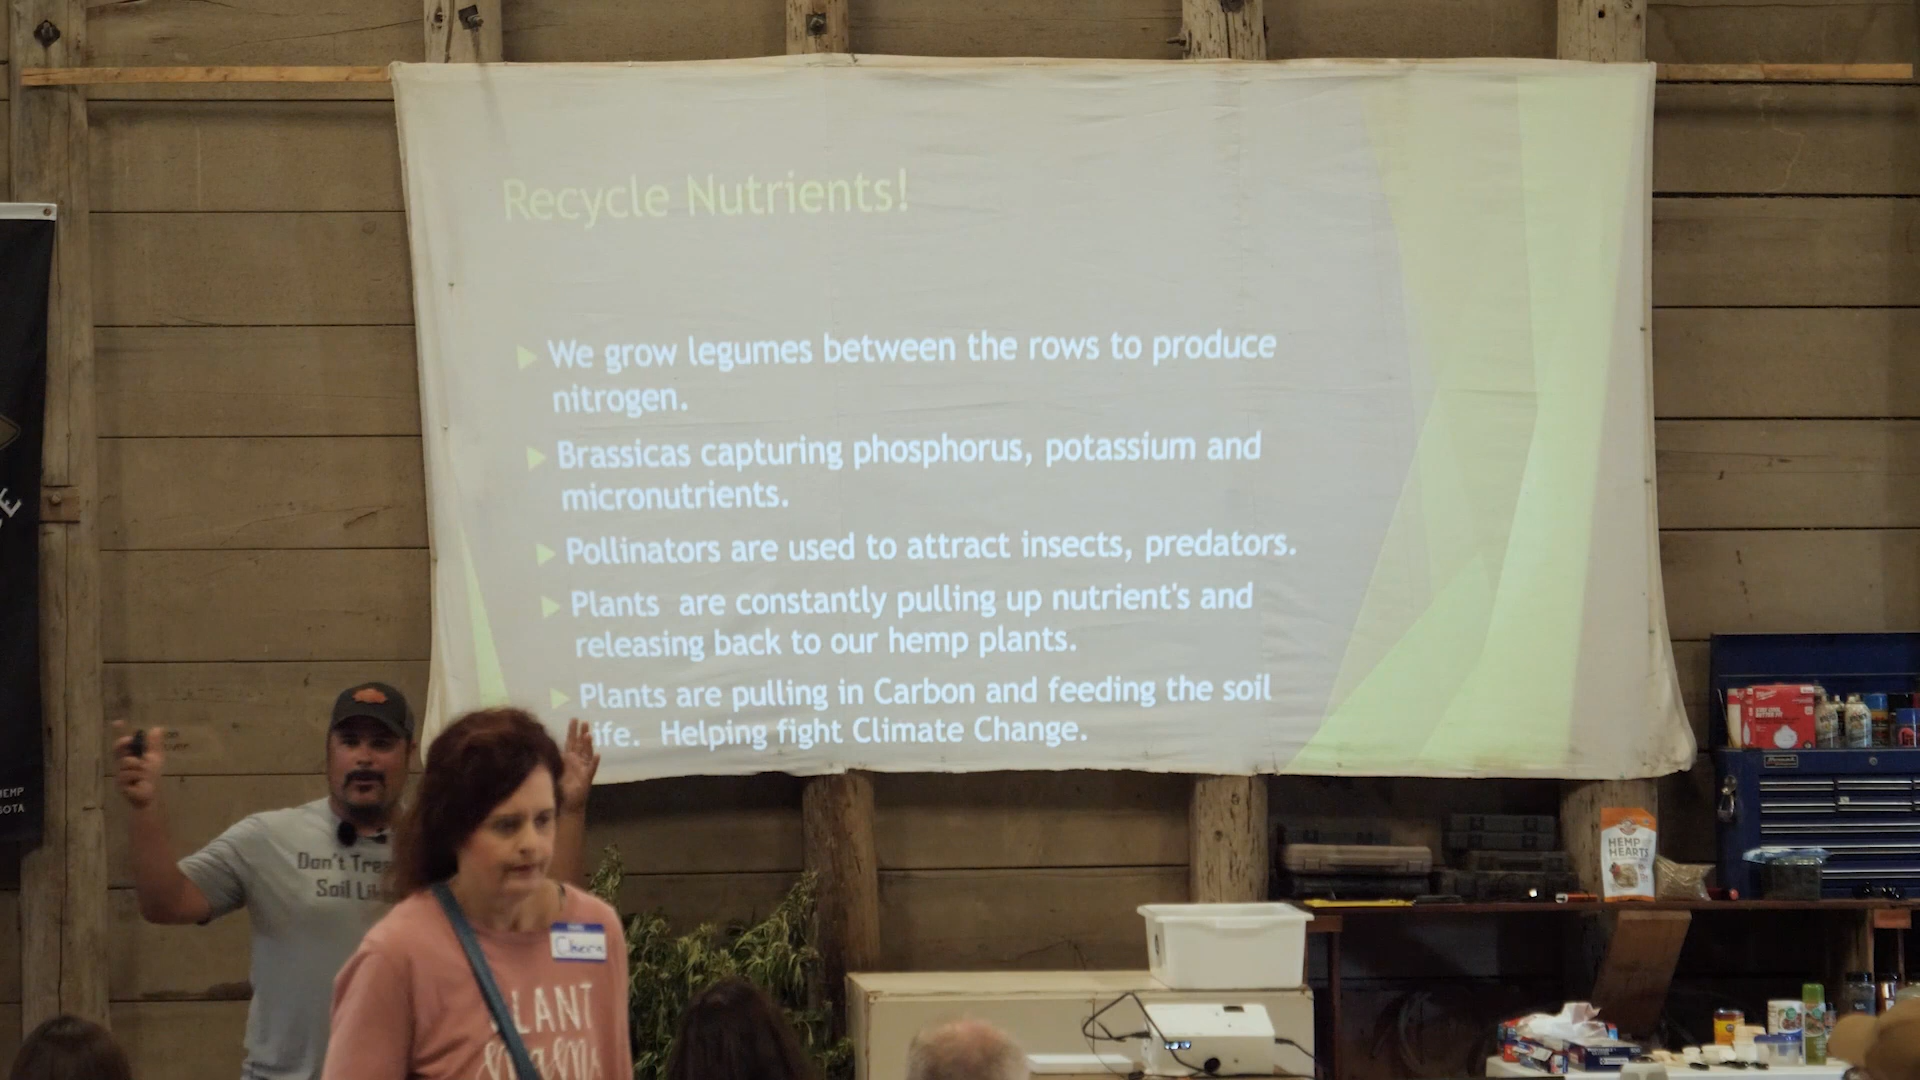 Recycle Nutrients!
We grow legumes between the rows to produce
nitrogen.
Brassicas capturing phosphorus, potassium and
micronutrients.
Pollinators are used to attract insects, predators.
Plants are constantly pulling up nutrient's and
releasing back to our hemp plants.
Plants are pulling in Carbon and feeding the soil
life. Helping fight Climate Change.
HEMP
Don't
Soil
HEMP
HEARTS